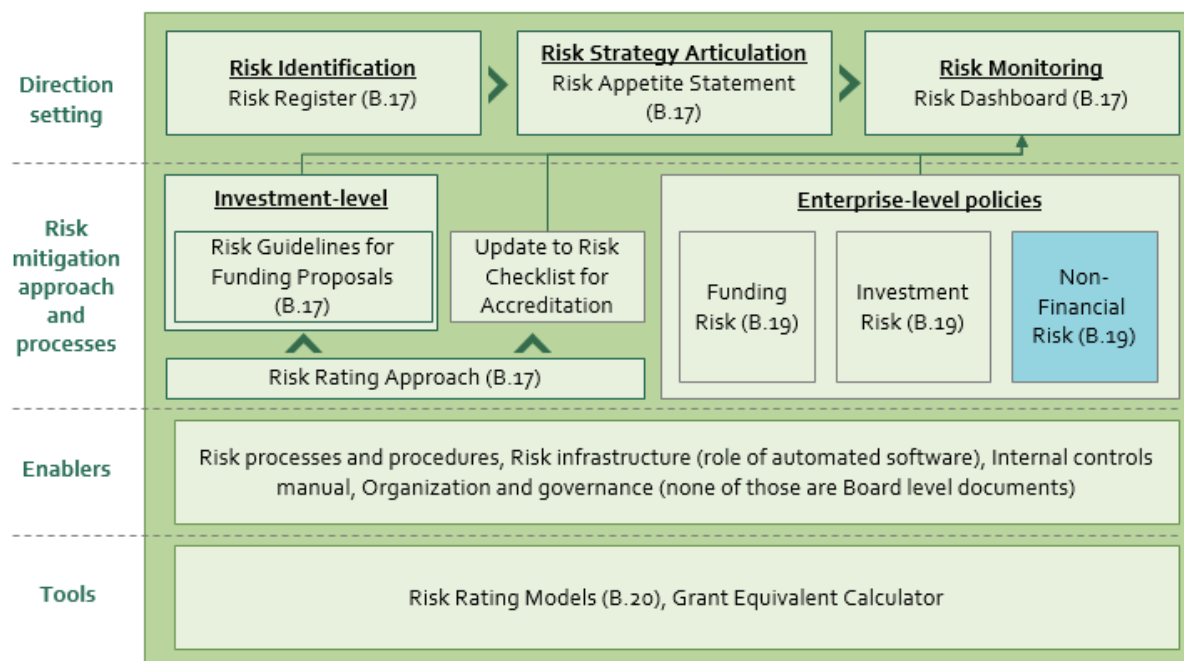 Direction
setting
Risk Identification
Risk Register (B.17)
Risk Strategy Articulation
Risk Appetite Statement
(B.17)
Risk Monitoring
Risk Dashboard (B.17)
Risk
mitigation
approach
and
processes
Investment-level
Risk Guidelines for
Funding Proposals
(B.17)
Update to Risk
Checklist for
Accreditation
Risk Rating Approach (B.17)
Enterprise-level policies
Funding
Risk (B.19)
Investment
Risk (B.19)
Non-
Financial
Risk (B.19)
Enablers
Risk processes and procedures, Risk infrastructure (role of automated software), Internal controls
manual, Organization and governance (none of those are Board level documents)
Tools
Risk Rating Models (B.20), Grant Equivalent Calculator